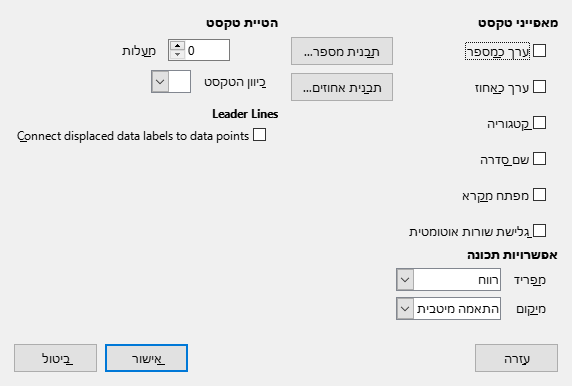 מאפייני טקסט
ערך כמספר
תבנית מספר...
ערך כאחוז
תבנית אחוזים...
קטגוריה
שם סדרה
מפתח מקרא
גלישת שורות אוטומטית
אפשרויות תכונה
מפריד
רווח
מיקום
התאמה מיטבית
הטיית טקסט
0
מעלות
כיוון הטקסט
Leader Lines
Connect displaced data labels to data points
עזרה
אישור
ביטול